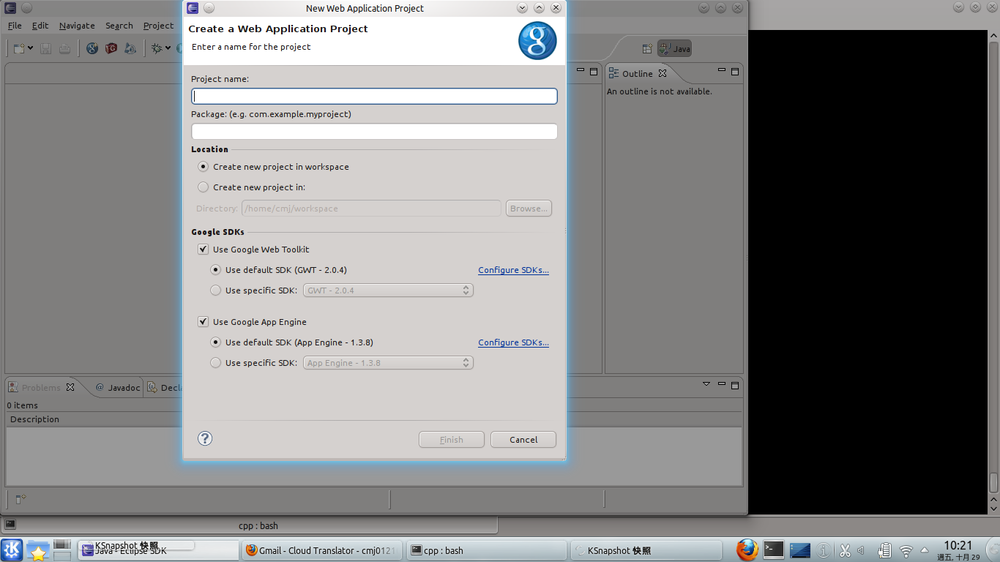 New Web Application Project
File Edit Navigate Search Project
Create a Web Application Project
Enter a name for the project
Java
Project name:
Outline
An outline is not available.
Package: (e.g. com.example.myproject)
Location
Create new project in workspace
Create new project in:
Directory: /home/cmj/workspace Browse...
Google SDKs
Use Google Web Toolkit
Use default SDK (GWT - 2.0.4) Configure SDKs...
Use specific SDK: GWT - 2.0.4
Use Google App Engine
Use default SDK (App Engine - 1.3.8) Configure SDKs...
Use specific SDK: App Engine - 1.3.8
Problems @ Javadoc Decla
0 items
Description
Finish Cancel
cpp : bash
KSnapshot 快照
Java - Eclipse SDK
Gmail - Cloud Translator - cmj0121
cpp : bash
KSnapshot 快照
10:21
週五, 十月 29